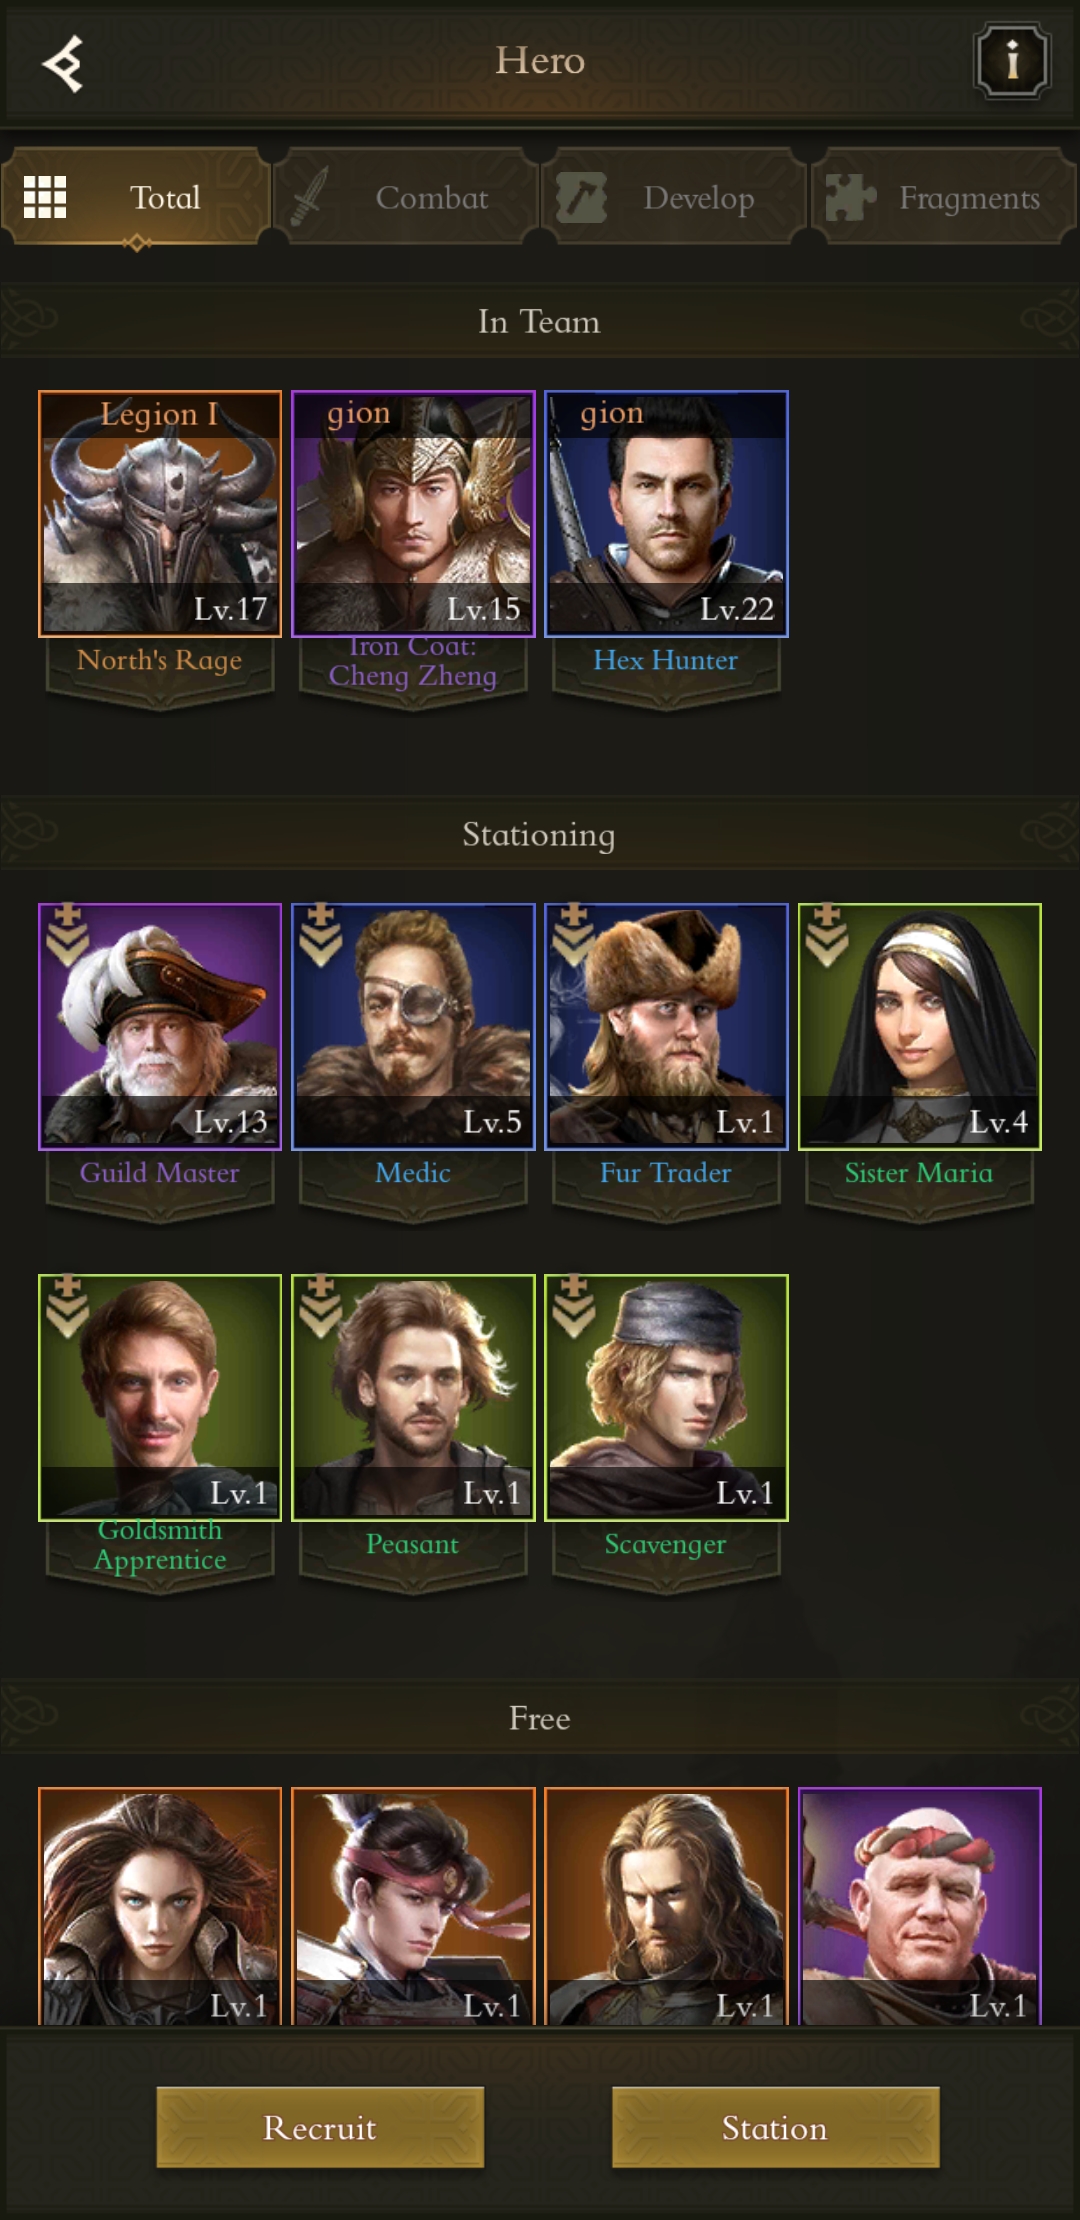 Hero
Total
Combat
Develop
Fragments
In Team
Legion I
gion
gion
Lv.17
Lv.15
Lv.22
North's Rage
Iron Coat:
Cheng Zheng
Hex Hunter
Stationing
Lv.13
Lv.5
Lv.1
Lv.4
Guild Master
Medic
Fur Trader
Sister Maria
Lv.1
Lv.1
Lv.1
Goldsmith
Apprentice
Peasant
Scavenger
Free
Lv.1
Lv.1
Lv.1
Lv.1
Recruit
Station